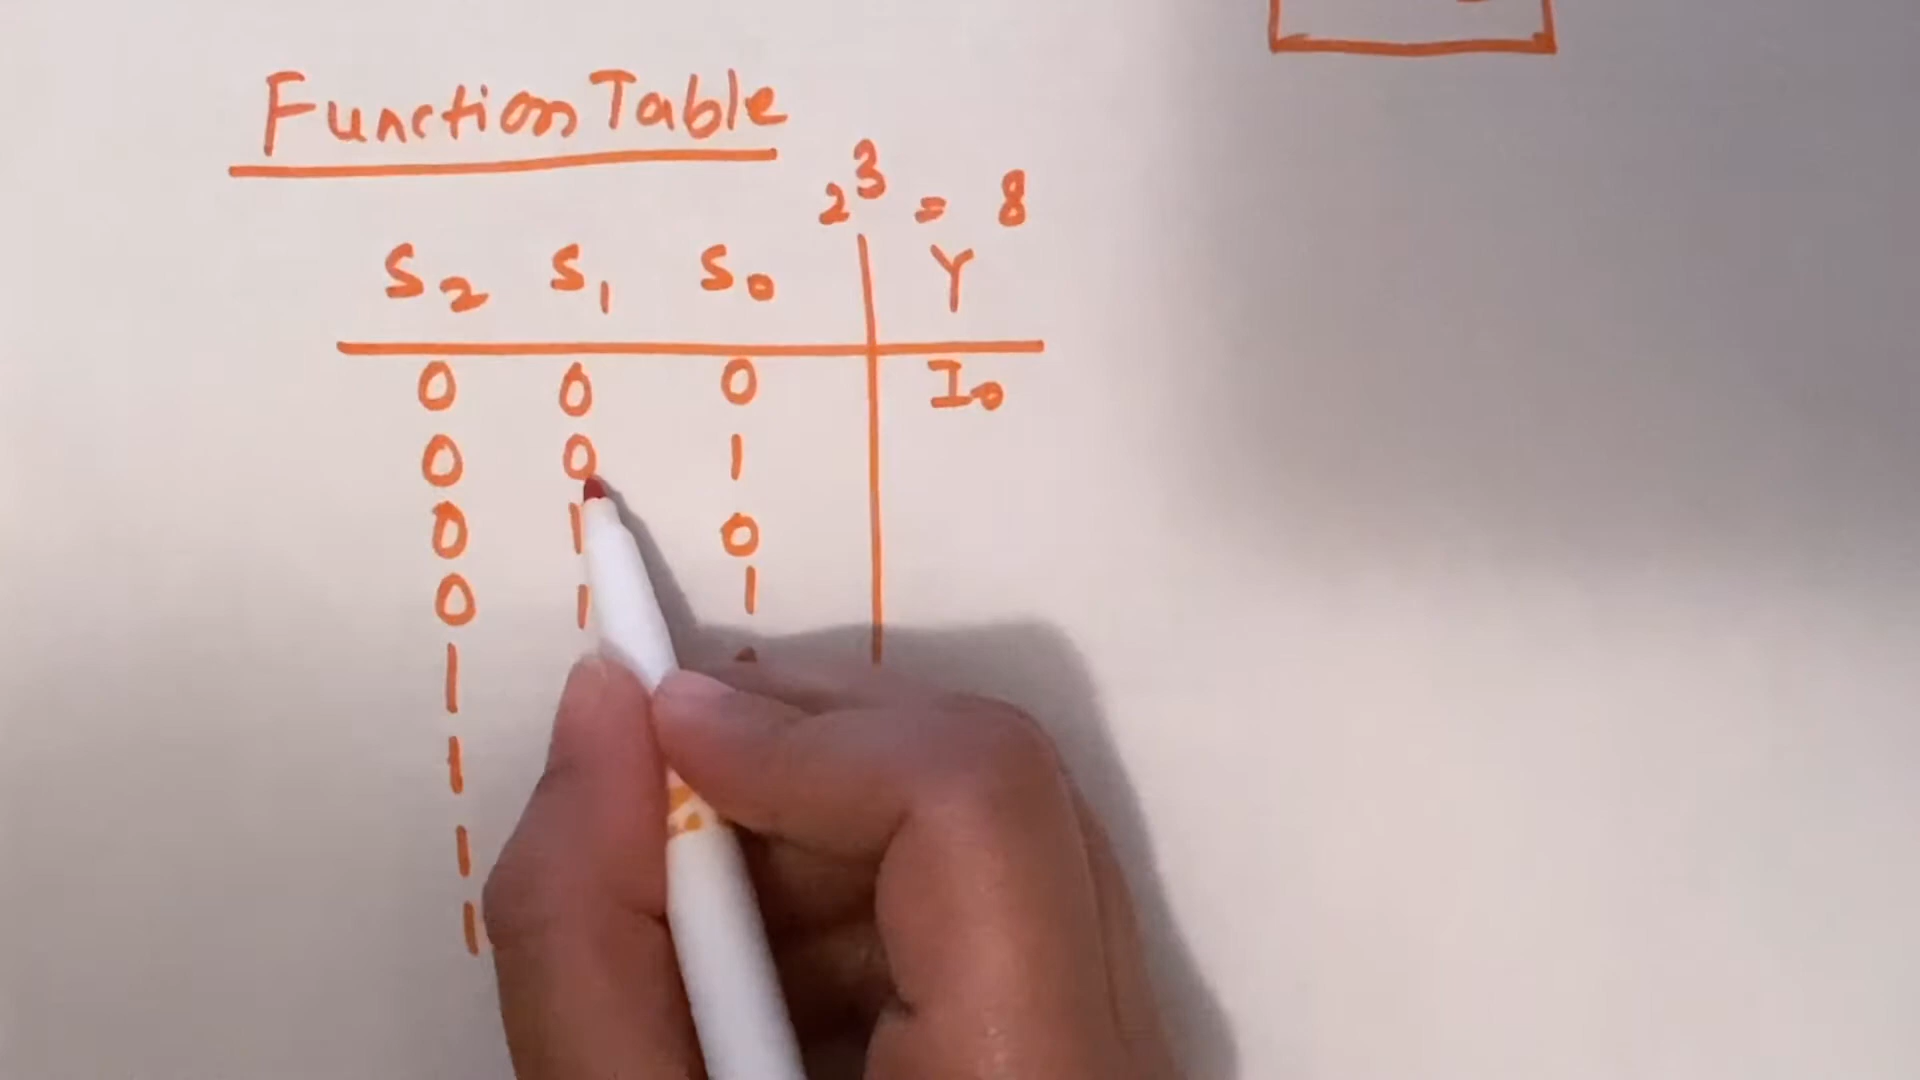 Function Table
2³ = 8
S₂ S₁ S₀ Y
0 0 0 I₀
0 0 1
0 1 0
0 1 1
1
1
1
1